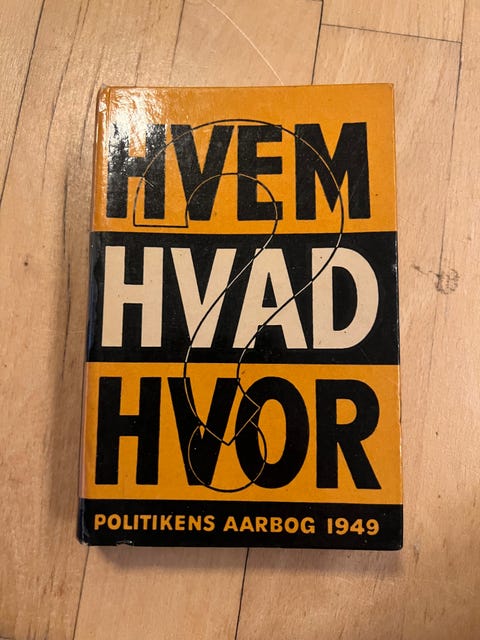 HVEM
HVAD
HVOR
POLITIKENS AARBOG 1949